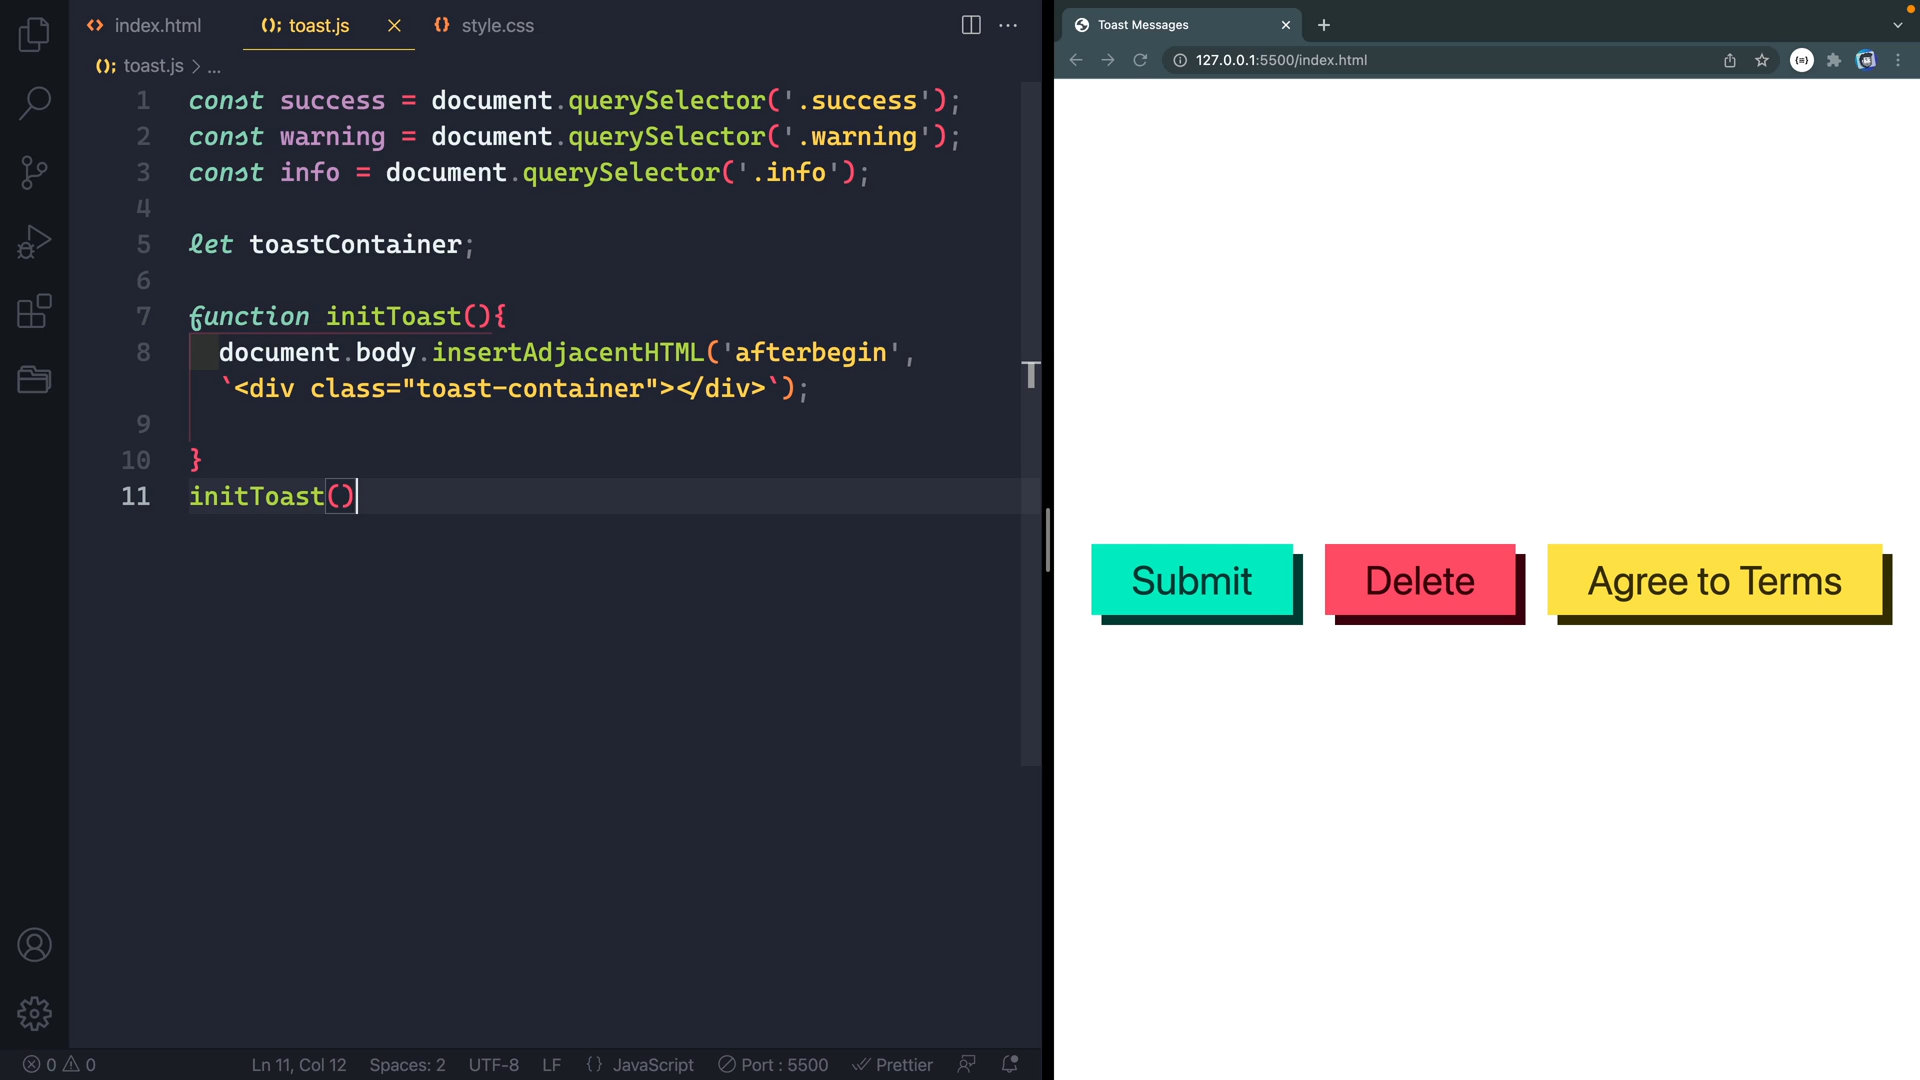 index.html
toast.js
style.css
toast.js > ...
1 const success = document.querySelector('.success');
2 const warning = document.querySelector('.warning');
3 const info = document.querySelector('.info');
4
5 let toastContainer;
6
7 function initToast(){
8 document.body.insertAdjacentHTML('afterbegin',
`<div class="toast-container"></div>`);
9
10 }
11 initToast()
0 0
Ln 11, Col 12
Spaces: 2
UTF-8
LF
{} JavaScript
Port : 5500
Prettier
Toast Messages
127.0.0.1:5500/index.html
Submit
Delete
Agree to Terms